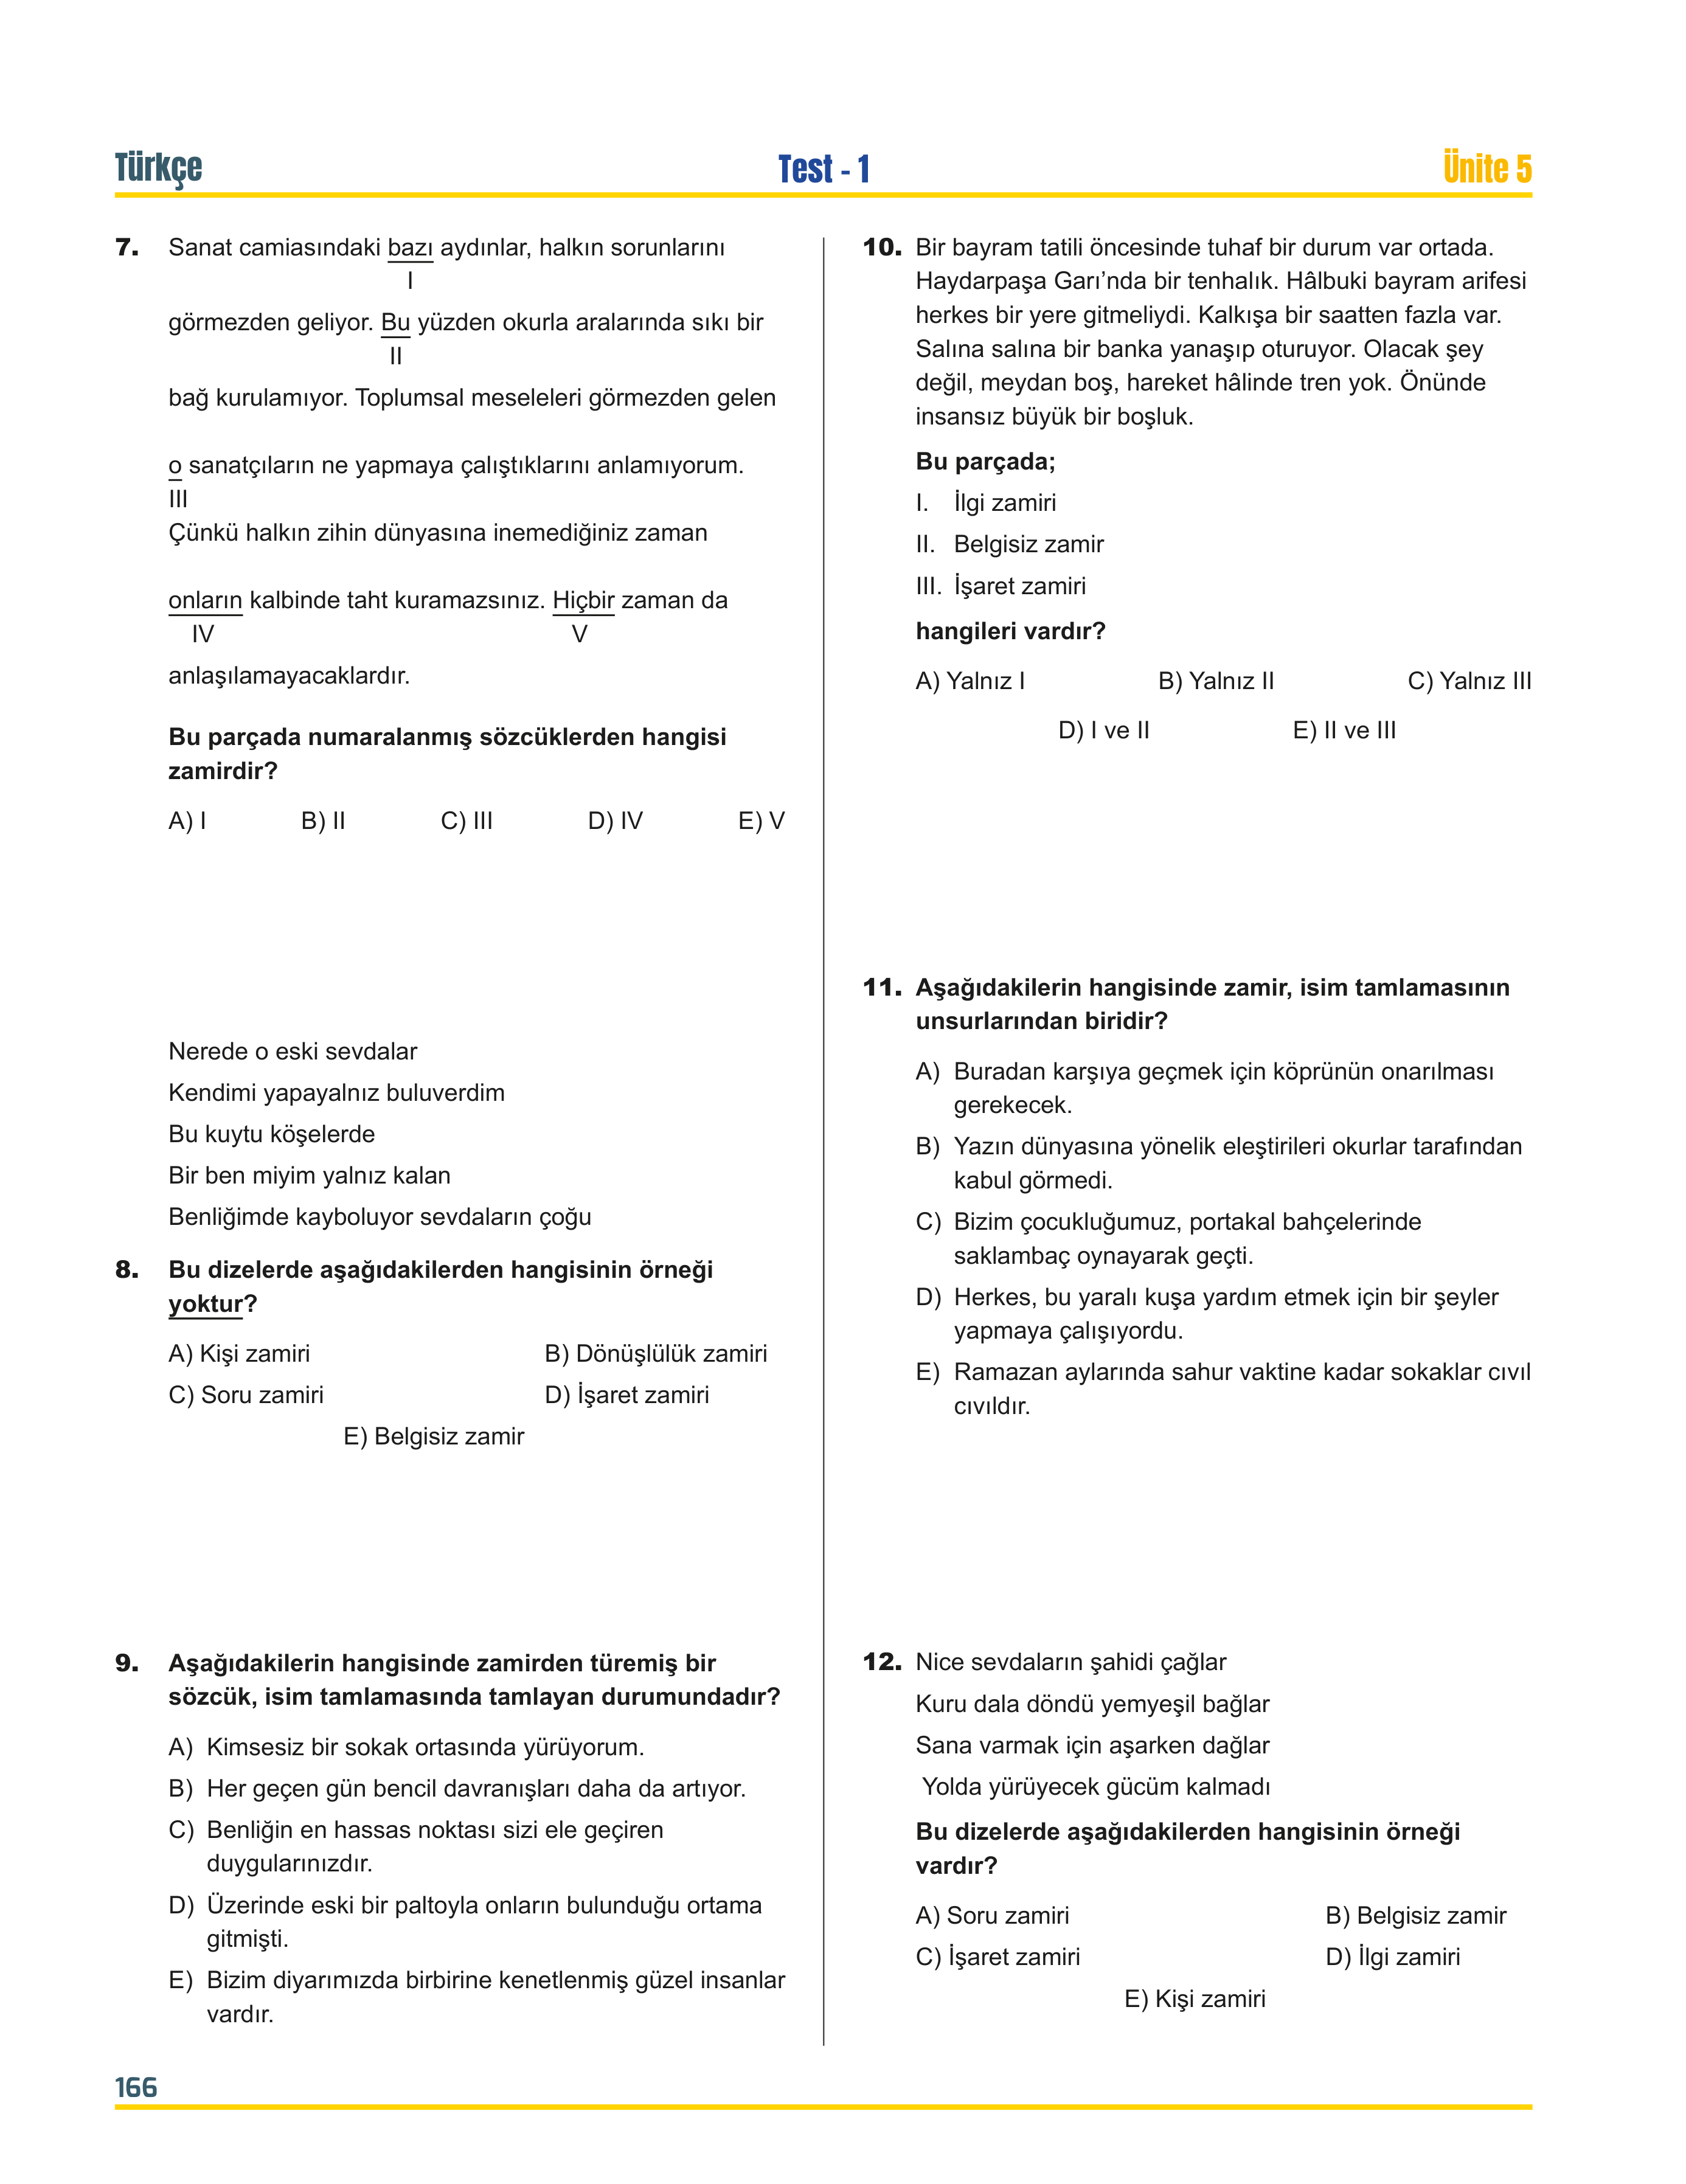 Türkçe
Test - 1
Ünite 5
7. Sanat camiasındaki bazı aydınlar, halkın sorunlarını
I
görmezden geliyor. Bu yüzden okurla aralarında sıkı bir
II
bağ kurulamıyor. Toplumsal meseleleri görmezden gelen
o sanatçıların ne yapmaya çalıştıklarını anlamıyorum.
III
Çünkü halkın zihin dünyasına inemediğiniz zaman
onların kalbinde taht kuramazsınız. Hiçbir zaman da
IV V
anlaşılamayacaklardır.
Bu parçada numaralanmış sözcüklerden hangisi
zamirdir?
A) I B) II C) III D) IV E) V
Nerede o eski sevdalar
Kendimi yapayalnız buluverdim
Bu kuytu köşelerde
Bir ben miyim yalnız kalan
Benliğimde kayboluyor sevdaların çoğu
8. Bu dizelerde aşağıdakilerden hangisinin örneği
yoktur?
A) Kişi zamiri B) Dönüşlülük zamiri
C) Soru zamiri D) İşaret zamiri
E) Belgisiz zamir
9. Aşağıdakilerin hangisinde zamirden türemiş bir
sözcük, isim tamlamasında tamlayan durumundadır?
A) Kimsesiz bir sokak ortasında yürüyorum.
B) Her geçen gün bencil davranışları daha da artıyor.
C) Benliğin en hassas noktası sizi ele geçiren
duygularınızdır.
D) Üzerinde eski bir paltoyla onların bulunduğu ortama
gitmişti.
E) Bizim diyarımızda birbirine kenetlenmiş güzel insanlar
vardır.
10. Bir bayram tatili öncesinde tuhaf bir durum var ortada.
Haydarpaşa Garı’nda bir tenhalık. Hâlbuki bayram arifesi
herkes bir yere gitmeliydi. Kalkışa bir saatten fazla var.
Salına salına bir banka yanaşıp oturuyor. Olacak şey
değil, meydan boş, hareket hâlinde tren yok. Önünde
insansız büyük bir boşluk.
Bu parçada;
I. İlgi zamiri
II. Belgisiz zamir
III. İşaret zamiri
hangileri vardır?
A) Yalnız I B) Yalnız II C) Yalnız III
D) I ve II E) II ve III
11. Aşağıdakilerin hangisinde zamir, isim tamlamasının
unsurlarından biridir?
A) Buradan karşıya geçmek için köprünün onarılması
gerekecek.
B) Yazın dünyasına yönelik eleştirileri okurlar tarafından
kabul görmedi.
C) Bizim çocukluğumuz, portakal bahçelerinde
saklambaç oynayarak geçti.
D) Herkes, bu yaralı kuşa yardım etmek için bir şeyler
yapmaya çalışıyordu.
E) Ramazan aylarında sahur vaktine kadar sokaklar cıvıl
cıvıldır.
12. Nice sevdaların şahidi çağlar
Kuru dala döndü yemyeşil bağlar
Sana varmak için aşarken dağlar
Yolda yürüyecek gücüm kalmadı
Bu dizelerde aşağıdakilerden hangisinin örneği
vardır?
A) Soru zamiri B) Belgisiz zamir
C) İşaret zamiri D) İlgi zamiri
E) Kişi zamiri
166